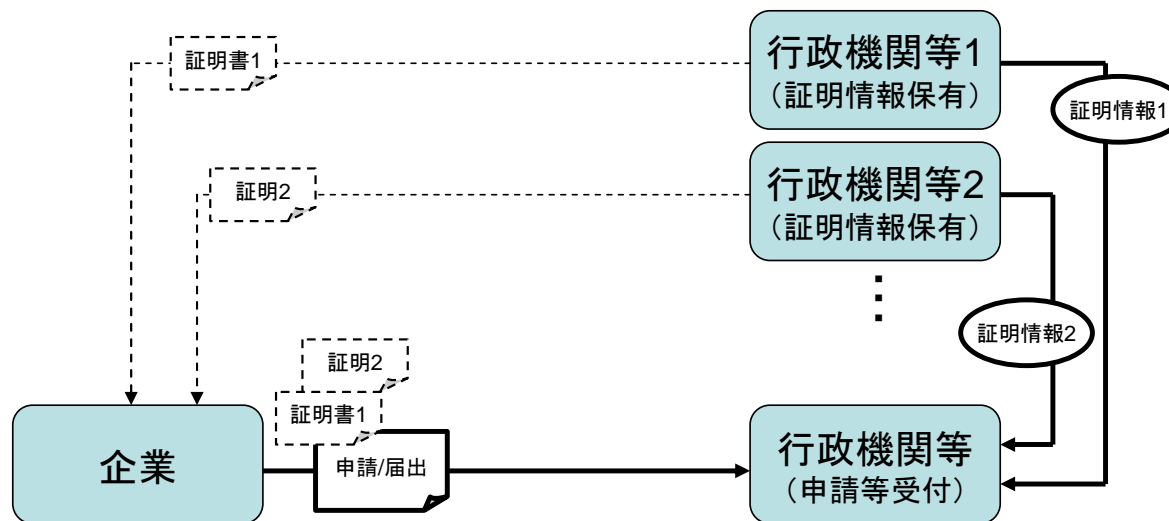 証明書1
行政機関等1
（証明情報保有）
証明情報1
証明2
行政機関等2
（証明情報保有）
証明情報2
証明2
証明書1
企業
申請/届出
行政機関等
（申請等受付）